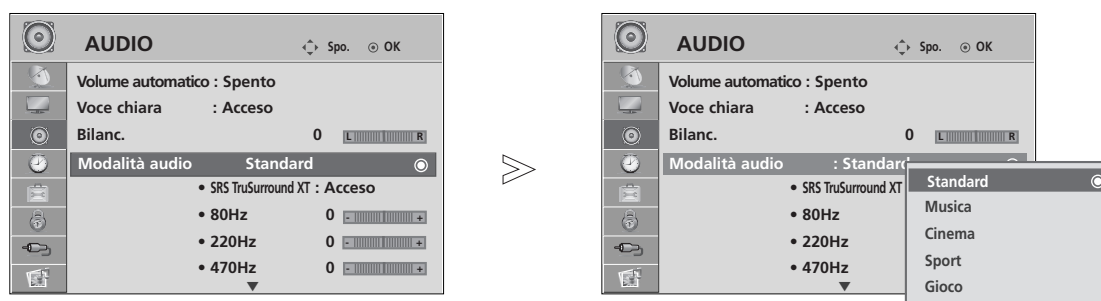 AUDIO Spo. OK
Volume automatico : Spento
Voce chiara : Acceso
Bilanc. 0 L R
Modalità audio Standard
• SRS TruSurround XT : Acceso
• 80Hz 0 - +
• 220Hz 0 - +
• 470Hz 0 - +
AUDIO Spo. OK
Volume automatico : Spento
Voce chiara : Acceso
Bilanc. 0 L R
Modalità audio : Standard
• SRS TruSurround XT
• 80Hz
• 220Hz
• 470Hz
Standard
Musica
Cinema
Sport
Gioco